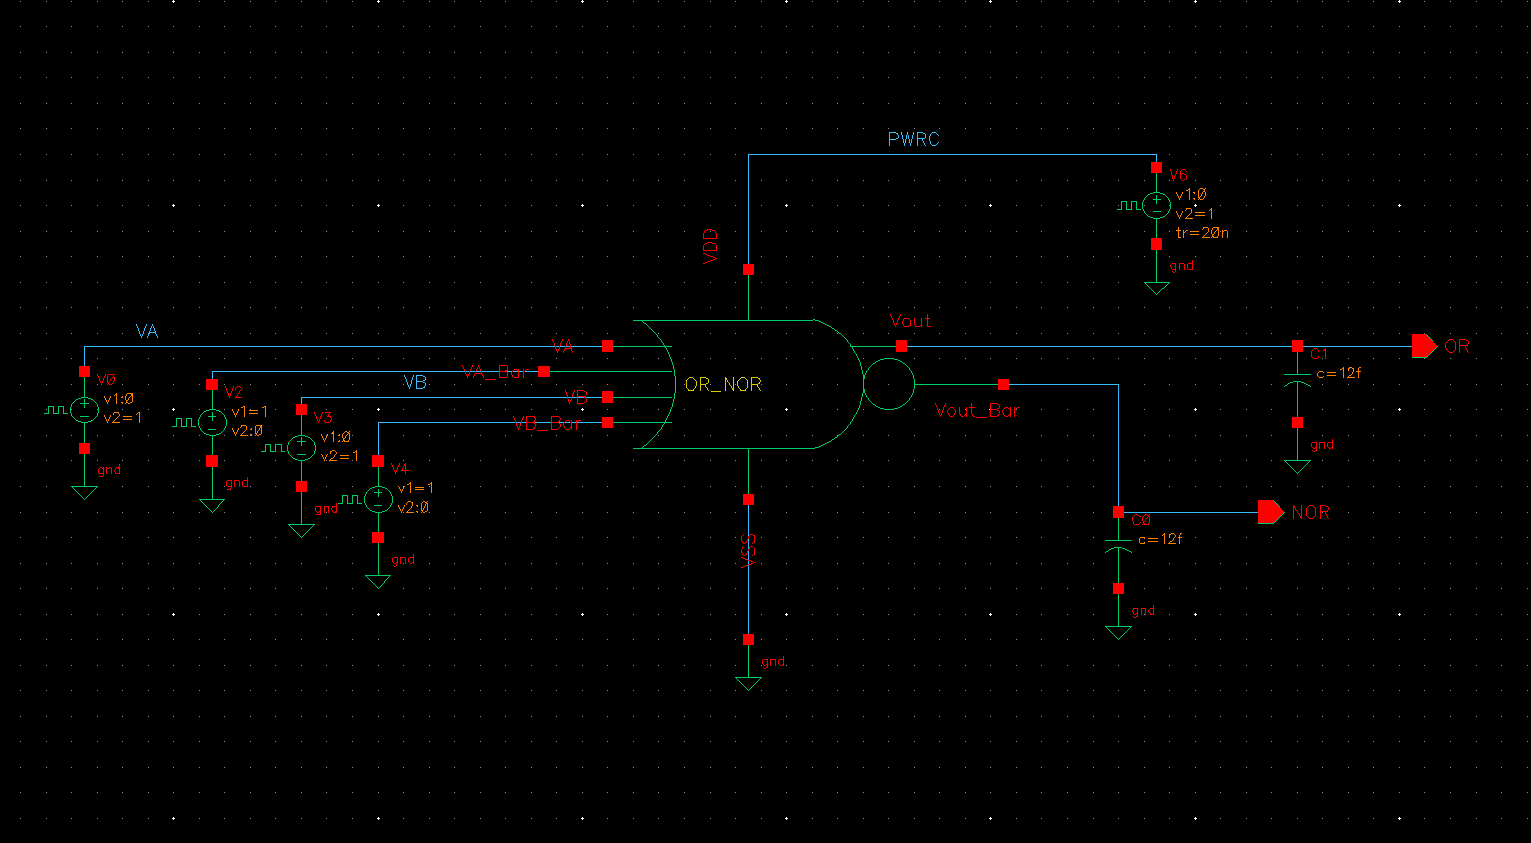 PWRC
V6
v1:0
v2=1
tr=20n
gnd
VDD
Vout
VA
VA
OR
C1
c=12f
VA_Bar
V0
v1:0
v2=1
gnd
VB
VB
OR_NOR
V2
v1=1
v2:0
gnd
Vout_Bar
V3
v1:0
v2=1
gnd
VB_Bar
gnd
V4
v1=1
v2:0
gnd
NOR
C0
c=12f
gnd
VSS
gnd